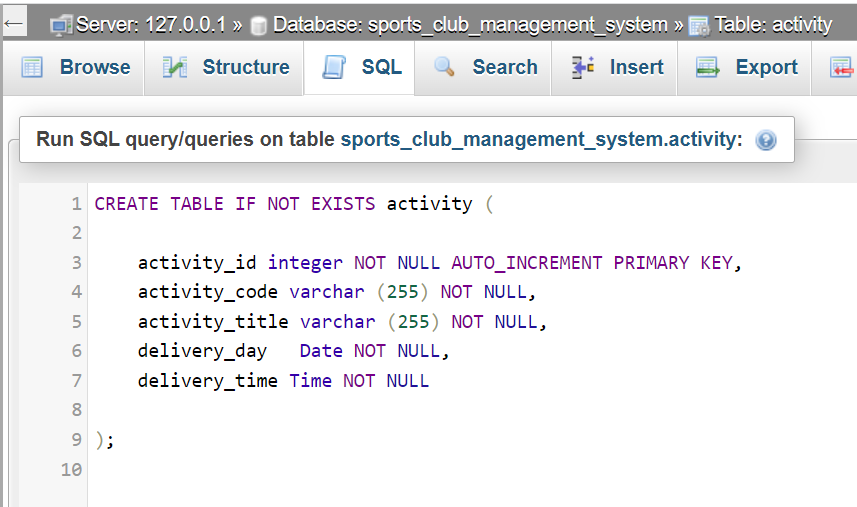 ← Server: 127.0.0.1 » Database: sports_club_management_system » Table: activity
Browse Structure SQL Search Insert Export
Run SQL query/queries on table sports_club_management_system.activity:
1 CREATE TABLE IF NOT EXISTS activity (
2
3 activity_id integer NOT NULL AUTO_INCREMENT PRIMARY KEY,
4 activity_code varchar (255) NOT NULL,
5 activity_title varchar (255) NOT NULL,
6 delivery_day   Date NOT NULL,
7 delivery_time Time NOT NULL
8
9 );
10